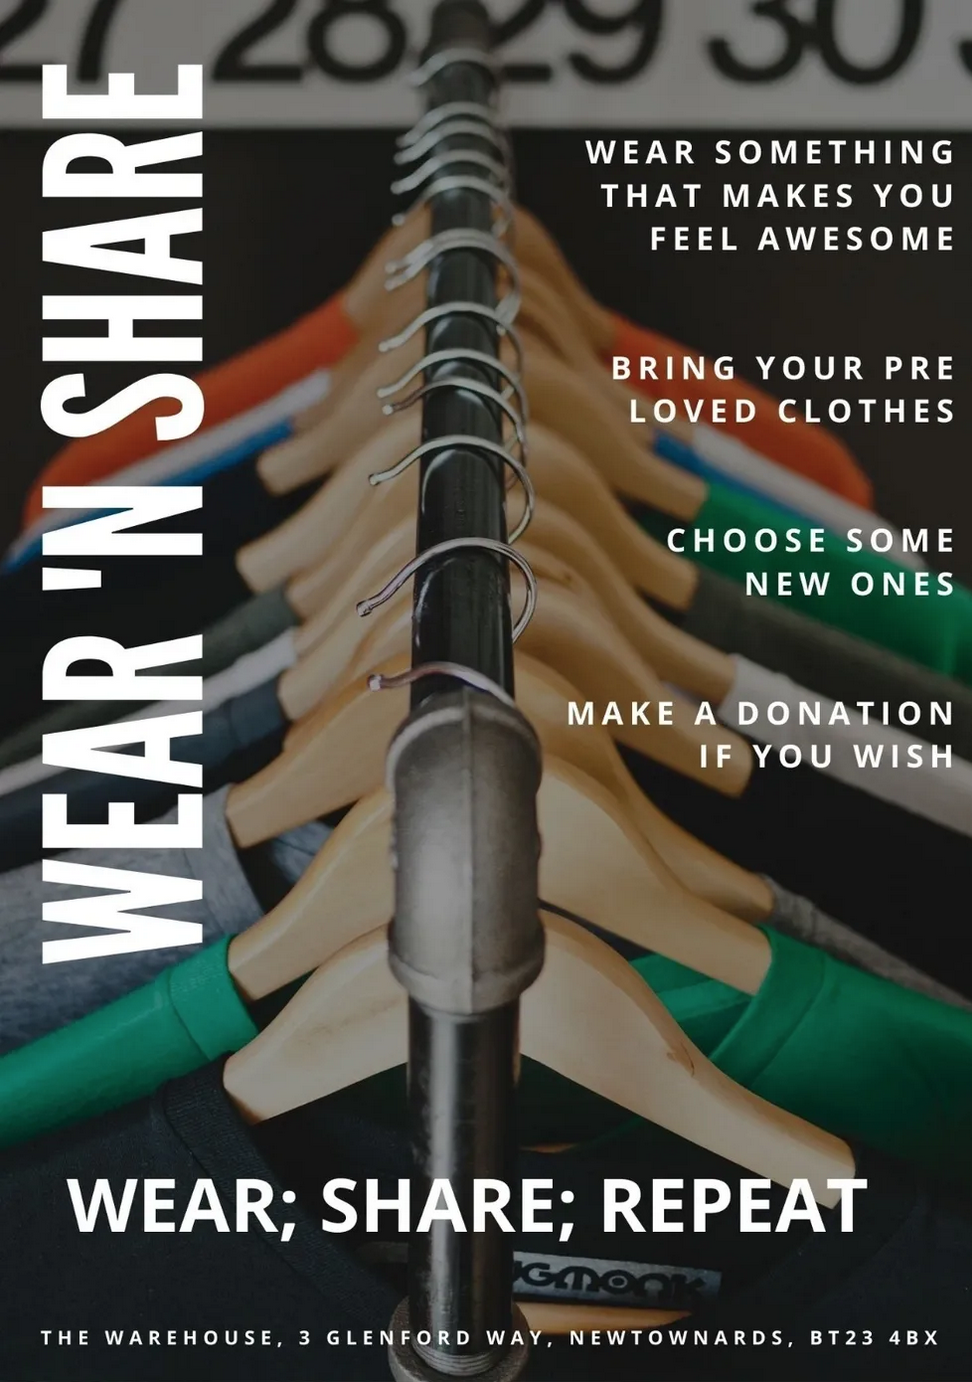 27 28 29 30
WEAR 'N SHARE
WEAR SOMETHING
THAT MAKES YOU
FEEL AWESOME
BRING YOUR PRE
LOVED CLOTHES
CHOOSE SOME
NEW ONES
MAKE A DONATION
IF YOU WISH
WEAR; SHARE; REPEAT
THE WAREHOUSE, 3 GLENFORD WAY, NEWTOWNARDS, BT23 4BX